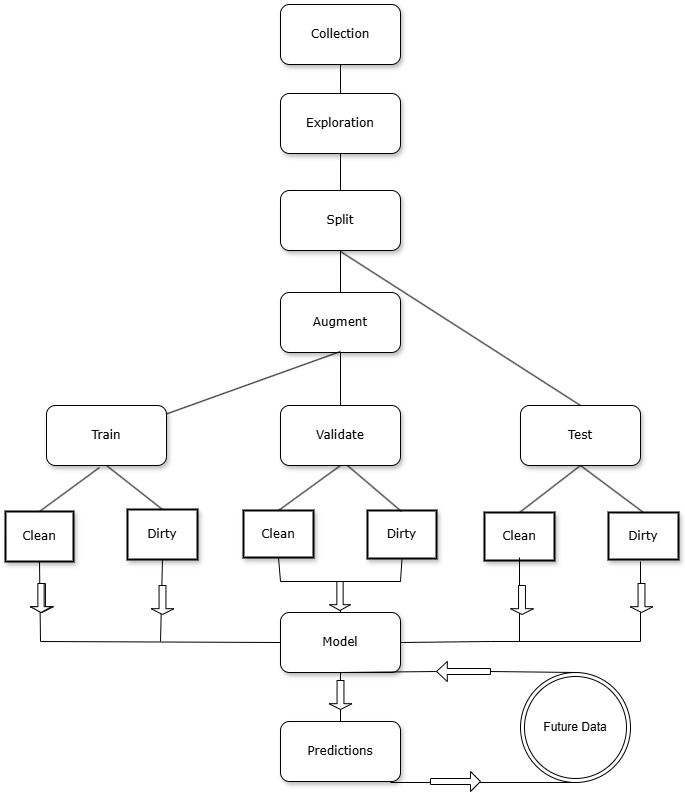 Collection
Exploration
Split
Augment
Train
Validate
Test
Clean
Dirty
Clean
Dirty
Clean
Dirty
Model
Predictions
Future Data